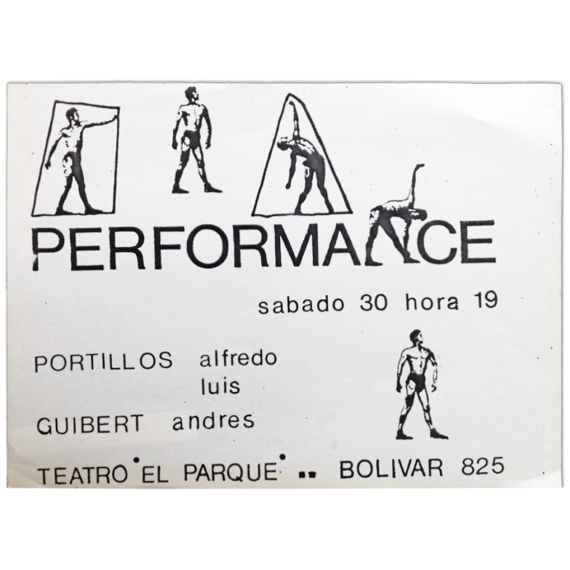 PERFORMANCE
sabado 30 hora 19
PORTILLOS alfredo
luis
GUIBERT andres
TEATRO "EL PARQUE" .. BOLIVAR 825